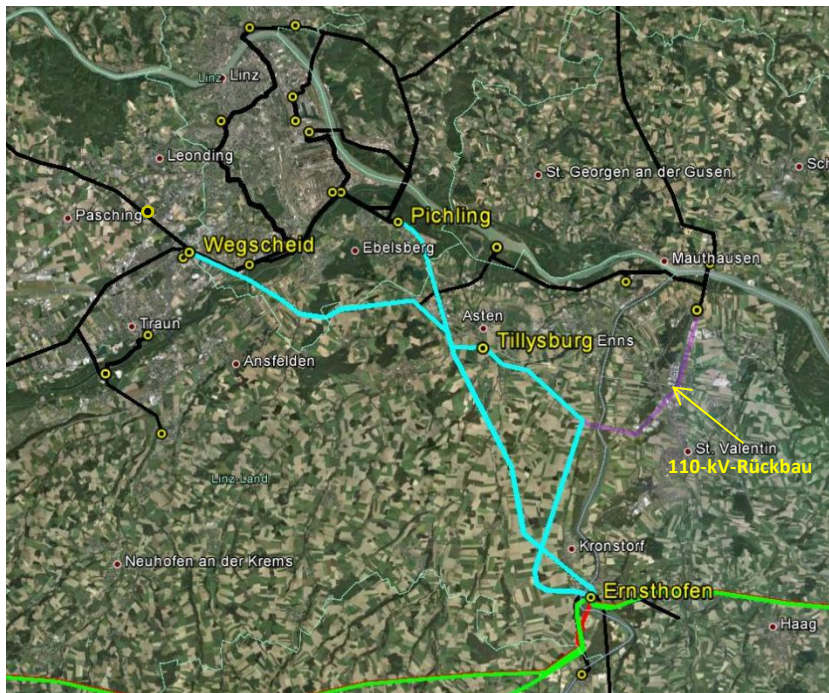 Linz
Linz
Leonding
Sch
St. Georgen an der Gusen
Pasching
Pichling
Wegscheid
Ebelsberg
Mauthausen
Asten
Traun
Tillysburg
Enns
Ansfelden
St. Valentin
110-kV-Rückbau
Linz Land
Kronstorf
Neuhofen an der Krems
Ernsthofen
Haag